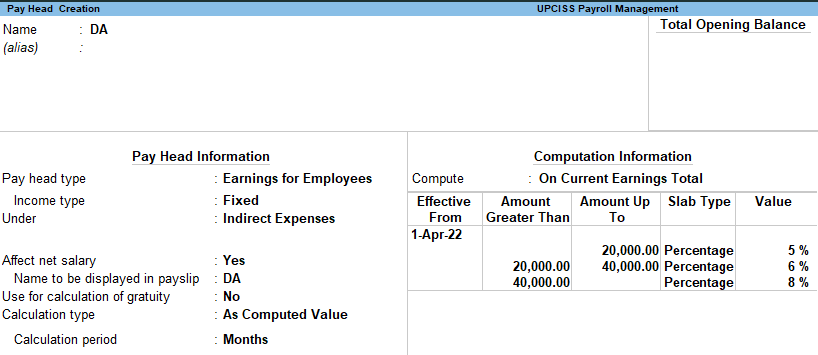 Pay Head Creation UPCISS Payroll Management
Name : DA
(alias) :
Total Opening Balance
Pay Head Information
Pay head type : Earnings for Employees
Income type : Fixed
Under : Indirect Expenses
Affect net salary : Yes
Name to be displayed in payslip : DA
Use for calculation of gratuity : No
Calculation type : As Computed Value
Calculation period : Months
Computation Information
Compute : On Current Earnings Total
Effective Amount Amount Up Slab Type Value
From Greater Than To
1-Apr-22
20,000.00 Percentage 5 %
20,000.00 40,000.00 Percentage 6 %
40,000.00 Percentage 8 %